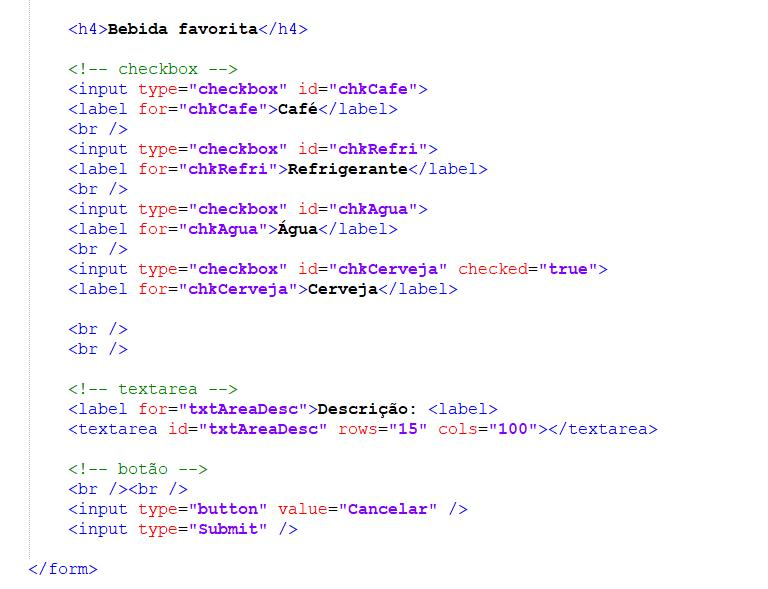 <h4>Bebida favorita</h4>
<!-- checkbox -->
<input type="checkbox" id="chkCafe">
<label for="chkCafe">Café</label>
<br />
<input type="checkbox" id="chkRefri">
<label for="chkRefri">Refrigerante</label>
<br />
<input type="checkbox" id="chkAgua">
<label for="chkAgua">Água</label>
<br />
<input type="checkbox" id="chkCerveja" checked="true">
<label for="chkCerveja">Cerveja</label>
<br />
<br />
<!-- textarea -->
<label for="txtAreaDesc">Descrição: <label>
<textarea id="txtAreaDesc" rows="15" cols="100"></textarea>
<!-- botão -->
<br /><br />
<input type="button" value="Cancelar" />
<input type="Submit" />
</form>